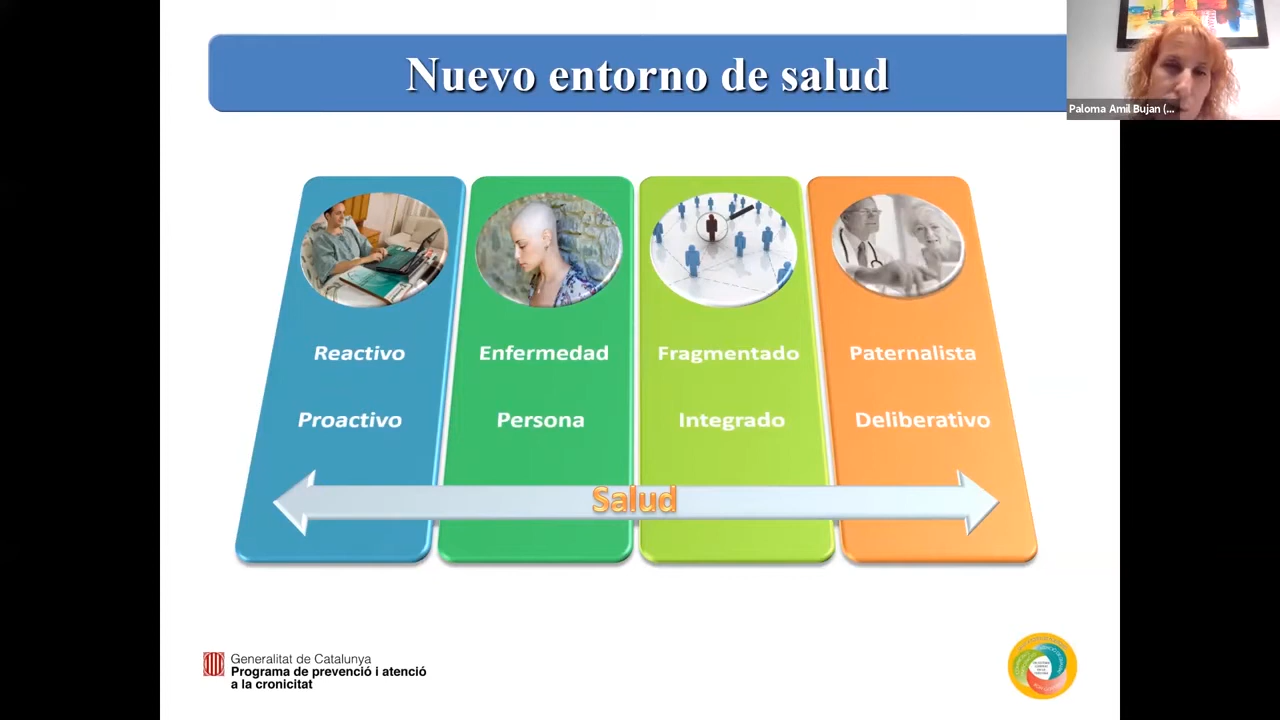 Nuevo entorno de salud
Paloma Amil Bujan (...
Reactivo
Enfermedad
Fragmentado
Paternalista
Proactivo
Persona
Integrado
Deliberativo
Salud
Generalitat de Catalunya
Programa de prevenció i atenció
a la cronicitat